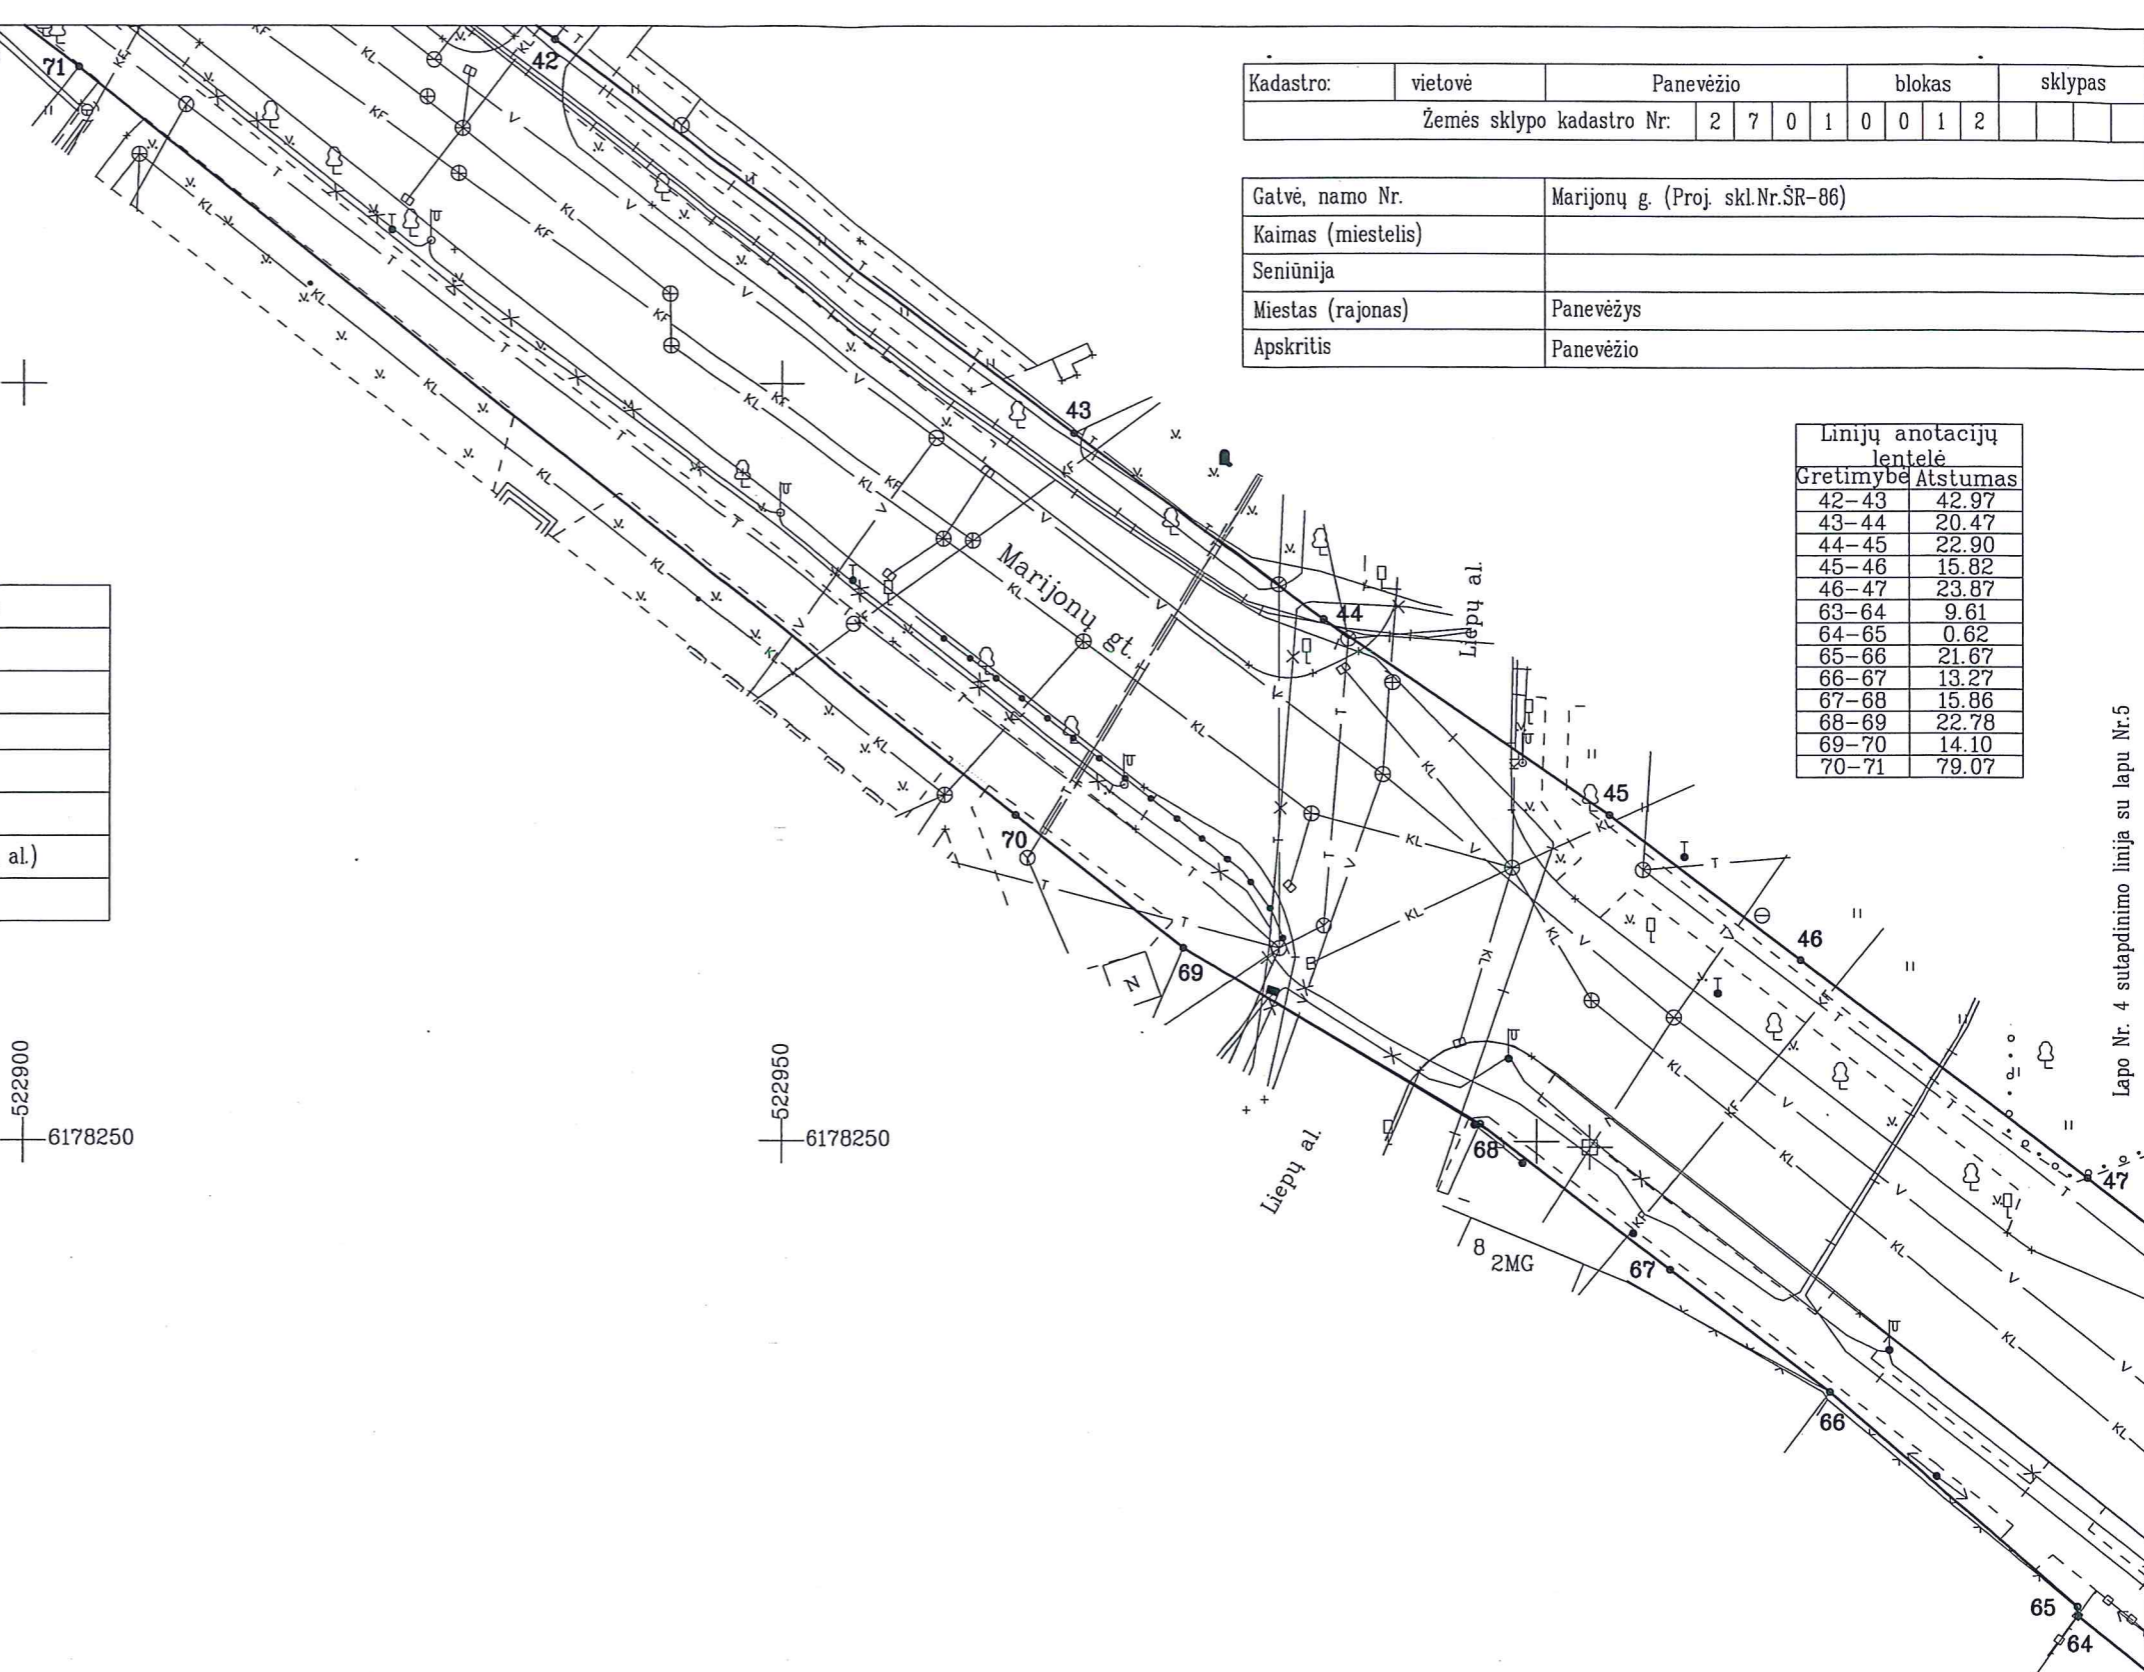 Kadastro: vietovė Panevėžio blokas sklypas
Žemės sklypo kadastro Nr: 2 7 0 1 0 0 1 2
Gatvė, namo Nr. Marijonų g. (Proj. skl.Nr.ŠR-86)
Kaimas (miestelis)
Seniūnija
Miestas (rajonas) Panevėžys
Apskritis Panevėžio
Linijų anotacijų
lentelė
Gretimybė Atstumas
42-43 42.97
43-44 20.47
44-45 22.90
45-46 15.82
46-47 23.87
63-64 9.61
64-65 0.62
65-66 21.67
66-67 13.27
67-68 15.86
68-69 22.78
69-70 14.10
70-71 79.07
71
42
43
Marijonų gt.
44
Liepų al.
45
46
47
70
69
N
68
67
8
2MG
66
65
64
Liepų al.
al.)
522900
6178250
522950
6178250
Lapo Nr. 4 sutapdinimo linija su lapu Nr.5